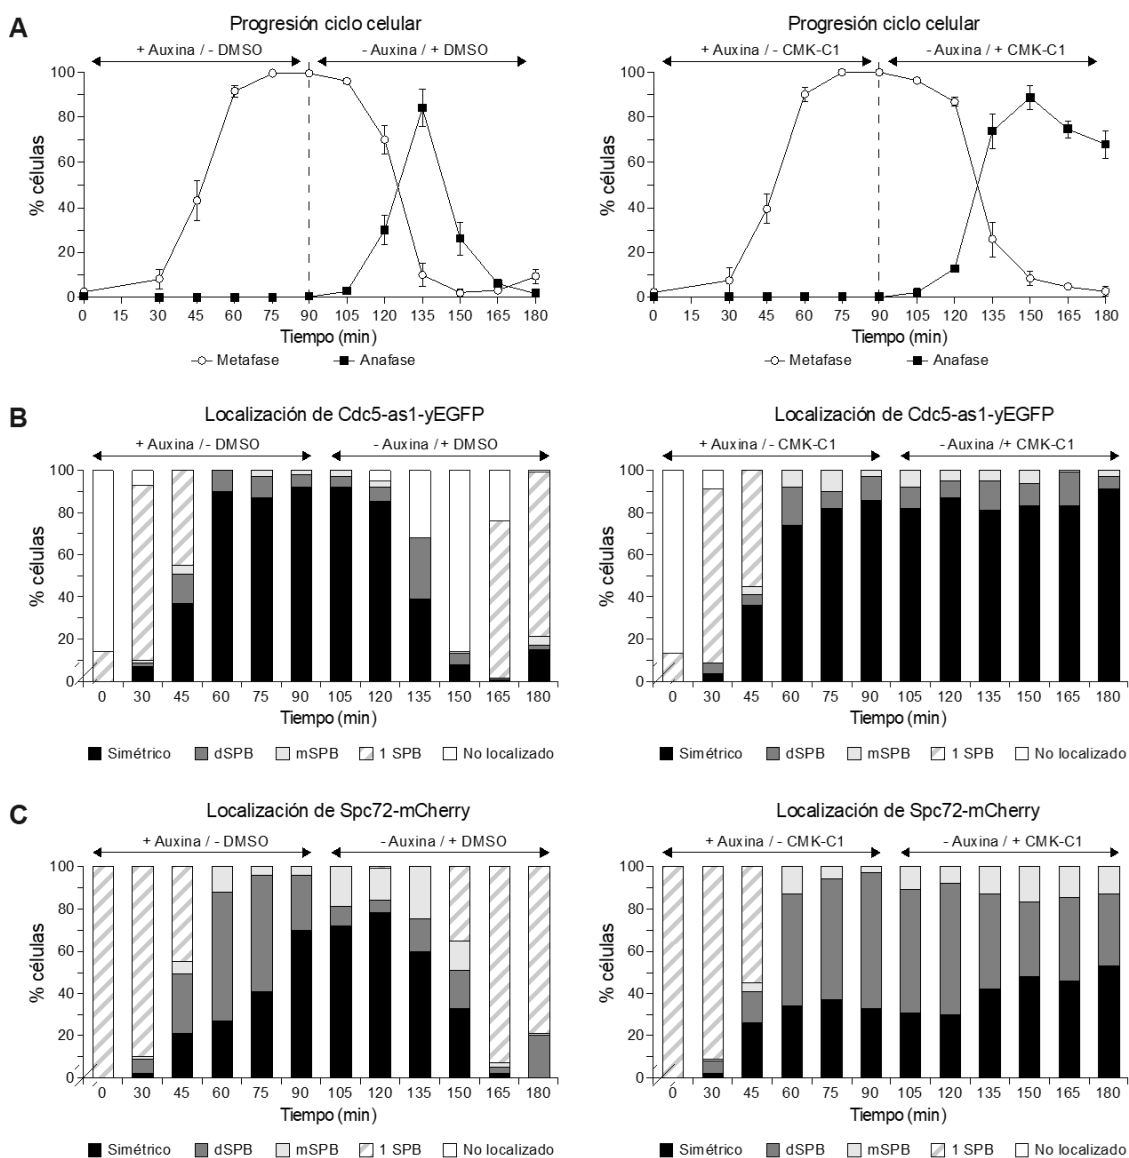 A
Progresión ciclo celular
+ Auxina / - DMSO
- Auxina / + DMSO
100
80
60
40
20
0
% células
0 15 30 45 60 75 90 105 120 135 150 165 180
Tiempo (min)
Metafase Anafase
Progresión ciclo celular
+ Auxina / - CMK-C1
- Auxina / + CMK-C1
100
80
60
40
20
0
% células
0 15 30 45 60 75 90 105 120 135 150 165 180
Tiempo (min)
Metafase Anafase
B
Localización de Cdc5-as1-yEGFP
+ Auxina / - DMSO
-Auxina / + DMSO
100
80
60
40
20
0
% células
0 30 45 60 75 90 105 120 135 150 165 180
Tiempo (min)
Simétrico dSPB mSPB 1 SPB No localizado
Localización de Cdc5-as1-yEGFP
+ Auxina / - CMK-C1
-Auxina /+ CMK-C1
100
80
60
40
20
0
% células
0 30 45 60 75 90 105 120 135 150 165 180
Tiempo (min)
Simétrico dSPB mSPB 1 SPB No localizado
C
Localización de Spc72-mCherry
+ Auxina / - DMSO
- Auxina / + DMSO
100
80
60
40
20
0
% células
0 30 45 60 75 90 105 120 135 150 165 180
Tiempo (min)
Simétrico dSPB mSPB 1 SPB No localizado
Localización de Spc72-mCherry
+ Auxina / - CMK-C1
- Auxina / + CMK-C1
100
80
60
40
20
0
% células
0 30 45 60 75 90 105 120 135 150 165 180
Tiempo (min)
Simétrico dSPB mSPB 1 SPB No localizado